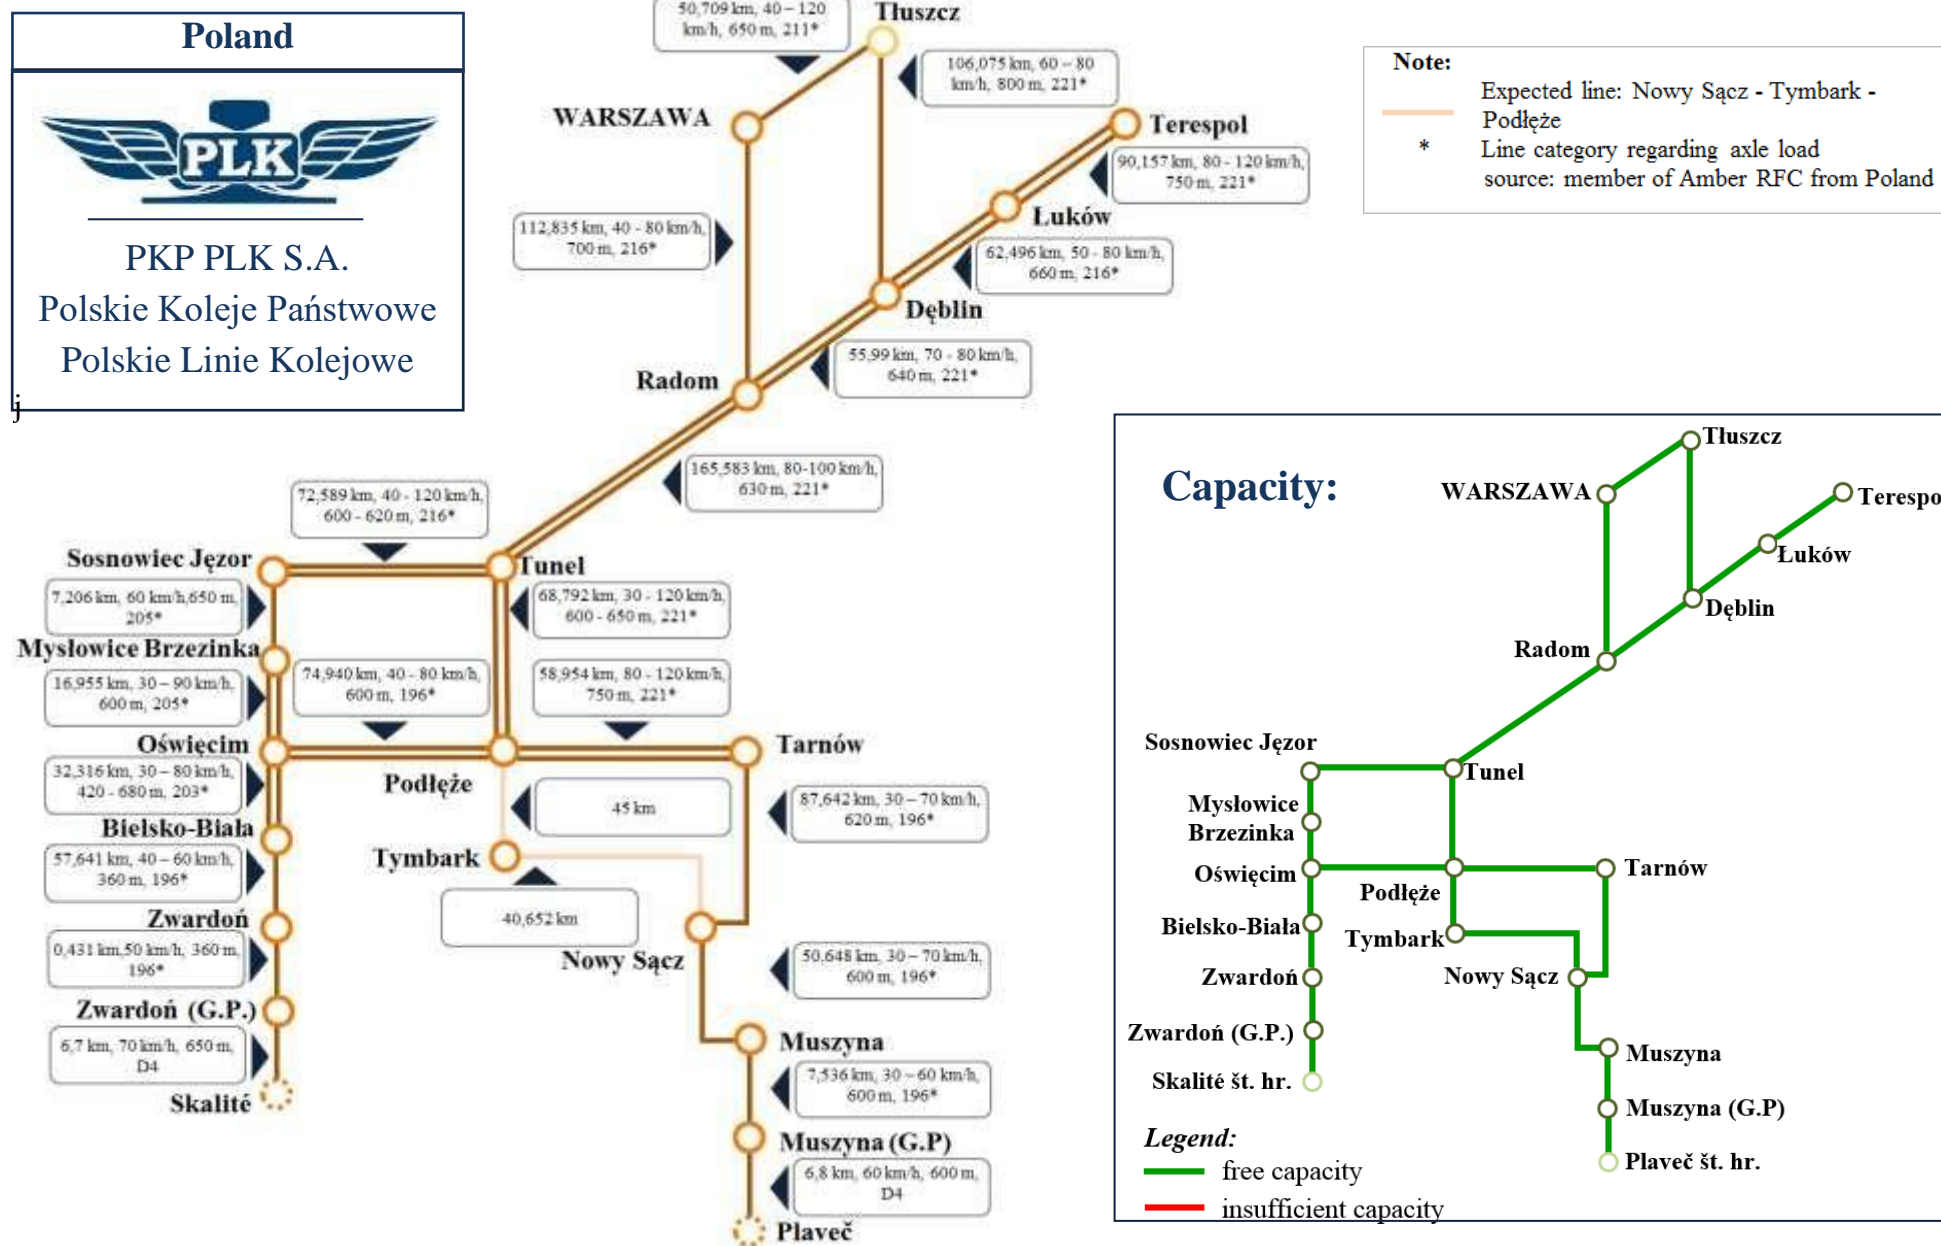 Poland
PLK
PKP PLK S.A.
Polskie Koleje Państwowe
Polskie Linie Kolejowe
j
50,709 km, 40 – 120
km/h, 650 m, 211*
Tłuszcz
106,075 km, 60 – 80
km/h, 800 m, 221*
WARSZAWA
Terespol
90,157 km, 80 - 120 km/h,
750 m, 221*
Łuków
112,835 km, 40 - 80 km/h,
700 m, 216*
62,496 km, 50 - 80 km/h,
660 m, 216*
Dęblin
55,99 km, 70 - 80 km/h,
640 m, 221*
Radom
165,583 km, 80-100 km/h,
630 m, 221*
72,589 km, 40 - 120 km/h,
600 - 620 m, 216*
Sosnowiec Jęzor
Tunel
7,206 km, 60 km/h,650 m,
205*
68,792 km, 30 - 120 km/h,
600 - 650 m, 221*
Mysłowice Brzezinka
16,955 km, 30 – 90 km/h,
600 m, 205*
74,940 km, 40 - 80 km/h,
600 m, 196*
58,954 km, 80 - 120 km/h,
750 m, 221*
Oświęcim
Podłęże
Tarnów
32,316 km, 30 – 80 km/h,
420 - 680 m, 203*
45 km
87,642 km, 30 – 70 km/h,
620 m, 196*
Bielsko-Biała
57,641 km, 40 – 60 km/h,
360 m, 196*
Tymbark
40,652 km
Zwardoń
0,431 km,50 km/h, 360 m,
196*
Nowy Sącz
50,648 km, 30 – 70 km/h,
600 m, 196*
Zwardoń (G.P.)
6,7 km, 70 km/h, 650 m,
D4
Skalité
Muszyna
7,536 km, 30 – 60 km/h,
600 m, 196*
Muszyna (G.P)
6,8 km, 60 km/h, 600 m,
D4
Plaveč
Note:
Expected line: Nowy Sącz - Tymbark -
Podłęże
* Line category regarding axle load
source: member of Amber RFC from Poland
Capacity:
Tłuszcz
WARSZAWA
Terespo
Łuków
Dęblin
Radom
Sosnowiec Jęzor
Tunel
Mysłowice
Brzezinka
Oświęcim
Podłęże
Tarnów
Bielsko-Biała
Tymbark
Zwardoń
Nowy Sącz
Zwardoń (G.P.)
Muszyna
Skalité št. hr.
Muszyna (G.P)
Plaveč št. hr.
Legend:
free capacity
insufficient capacity